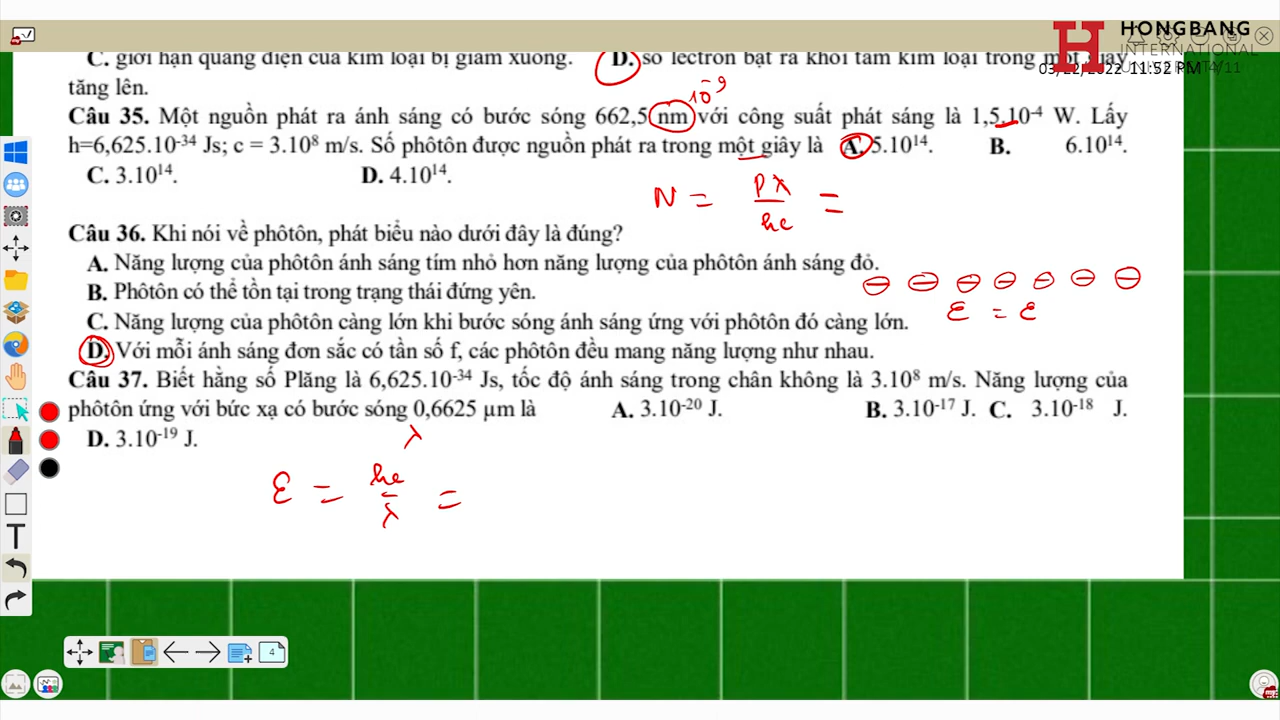 HONGBANG
INTERNATIONAL
UNIVERSITY
03/22/2022 11:52 PM 4/11
C. giới hạn quang điện của kim loại bị giảm xuống. D. số lectron bật ra khỏi tấm kim loại trong một giây
tăng lên.
10⁻⁹
Câu 35. Một nguồn phát ra ánh sáng có bước sóng 662,5 nm với công suất phát sáng là 1,5.10⁻⁴ W. Lấy
h=6,625.10⁻³⁴ Js; c = 3.10⁸ m/s. Số phôtôn được nguồn phát ra trong một giây là A. 5.10¹⁴. B. 6.10¹⁴.
C. 3.10¹⁴. D. 4.10¹⁴.
N = Pλ/hc =
Câu 36. Khi nói về phôtôn, phát biểu nào dưới đây là đúng?
A. Năng lượng của phôtôn ánh sáng tím nhỏ hơn năng lượng của phôtôn ánh sáng đỏ.
B. Phôtôn có thể tồn tại trong trạng thái đứng yên.
ε = ε
C. Năng lượng của phôtôn càng lớn khi bước sóng ánh sáng ứng với phôtôn đó càng lớn.
D. Với mỗi ánh sáng đơn sắc có tần số f, các phôtôn đều mang năng lượng như nhau.
Câu 37. Biết hằng số Plăng là 6,625.10⁻³⁴ Js, tốc độ ánh sáng trong chân không là 3.10⁸ m/s. Năng lượng của
phôtôn ứng với bức xạ có bước sóng 0,6625 µm là A. 3.10⁻²⁰ J. B. 3.10⁻¹⁷ J. C. 3.10⁻¹⁸ J.
D. 3.10⁻¹⁹ J.
λ
ε = hc/λ =
T
4